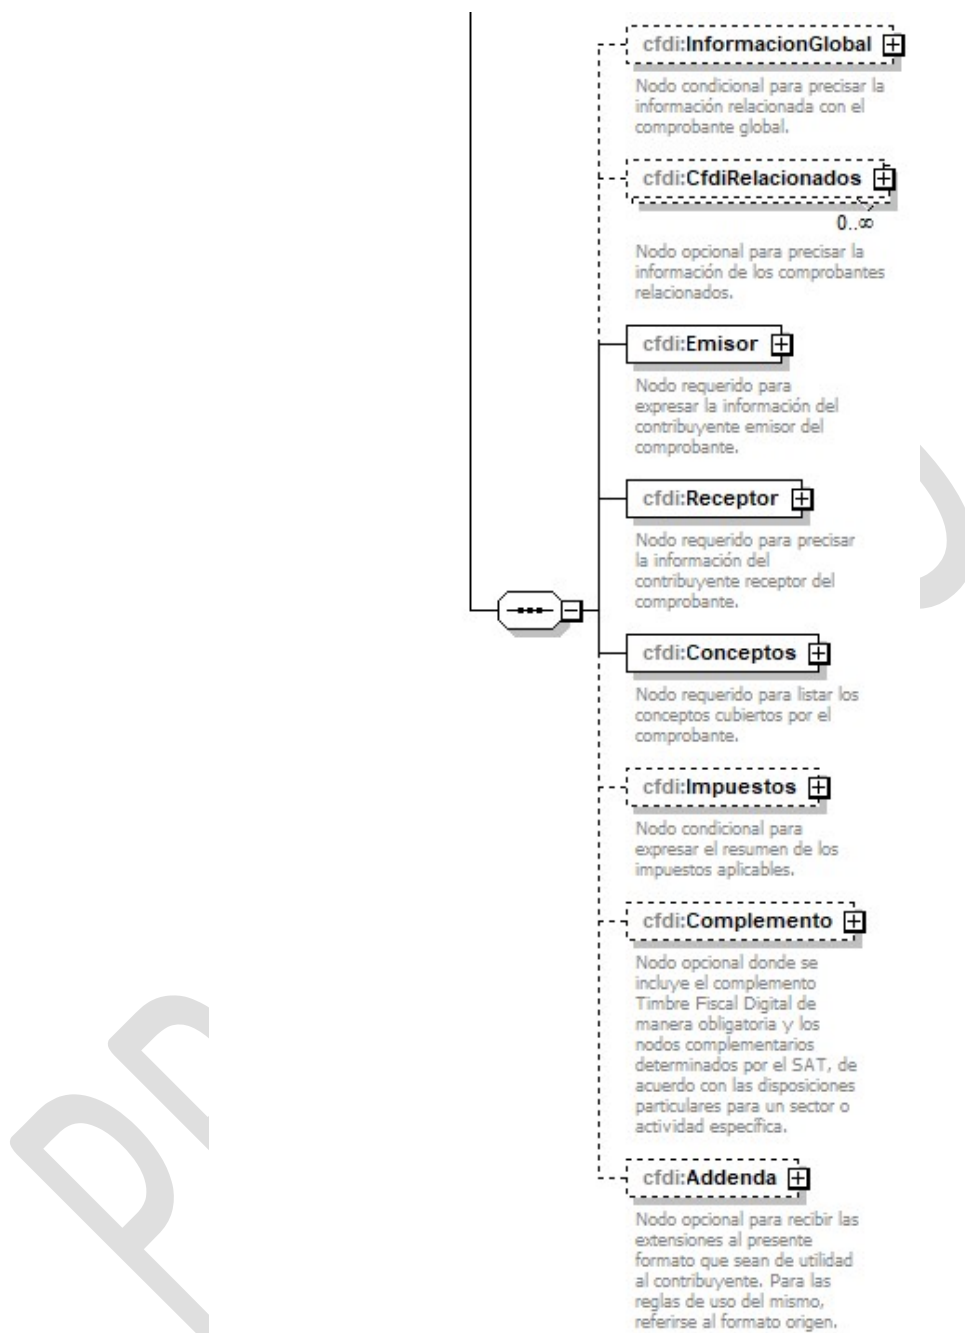 cfdi:InformacionGlobal
Nodo condicional para precisar la
información relacionada con el
comprobante global.
cfdi:CfdiRelacionados
0..∞
Nodo opcional para precisar la
información de los comprobantes
relacionados.
cfdi:Emisor
Nodo requerido para
expresar la información del
contribuyente emisor del
comprobante.
cfdi:Receptor
Nodo requerido para precisar
la información del
contribuyente receptor del
comprobante.
cfdi:Conceptos
Nodo requerido para listar los
conceptos cubiertos por el
comprobante.
cfdi:Impuestos
Nodo condicional para
expresar el resumen de los
impuestos aplicables.
cfdi:Complemento
Nodo opcional donde se
incluye el complemento
Timbre Fiscal Digital de
manera obligatoria y los
nodos complementarios
determinados por el SAT, de
acuerdo con las disposiciones
particulares para un sector o
actividad específica.
cfdi:Addenda
Nodo opcional para recibir las
extensiones al presente
formato que sean de utilidad
al contribuyente. Para las
reglas de uso del mismo,
referirse al formato origen.